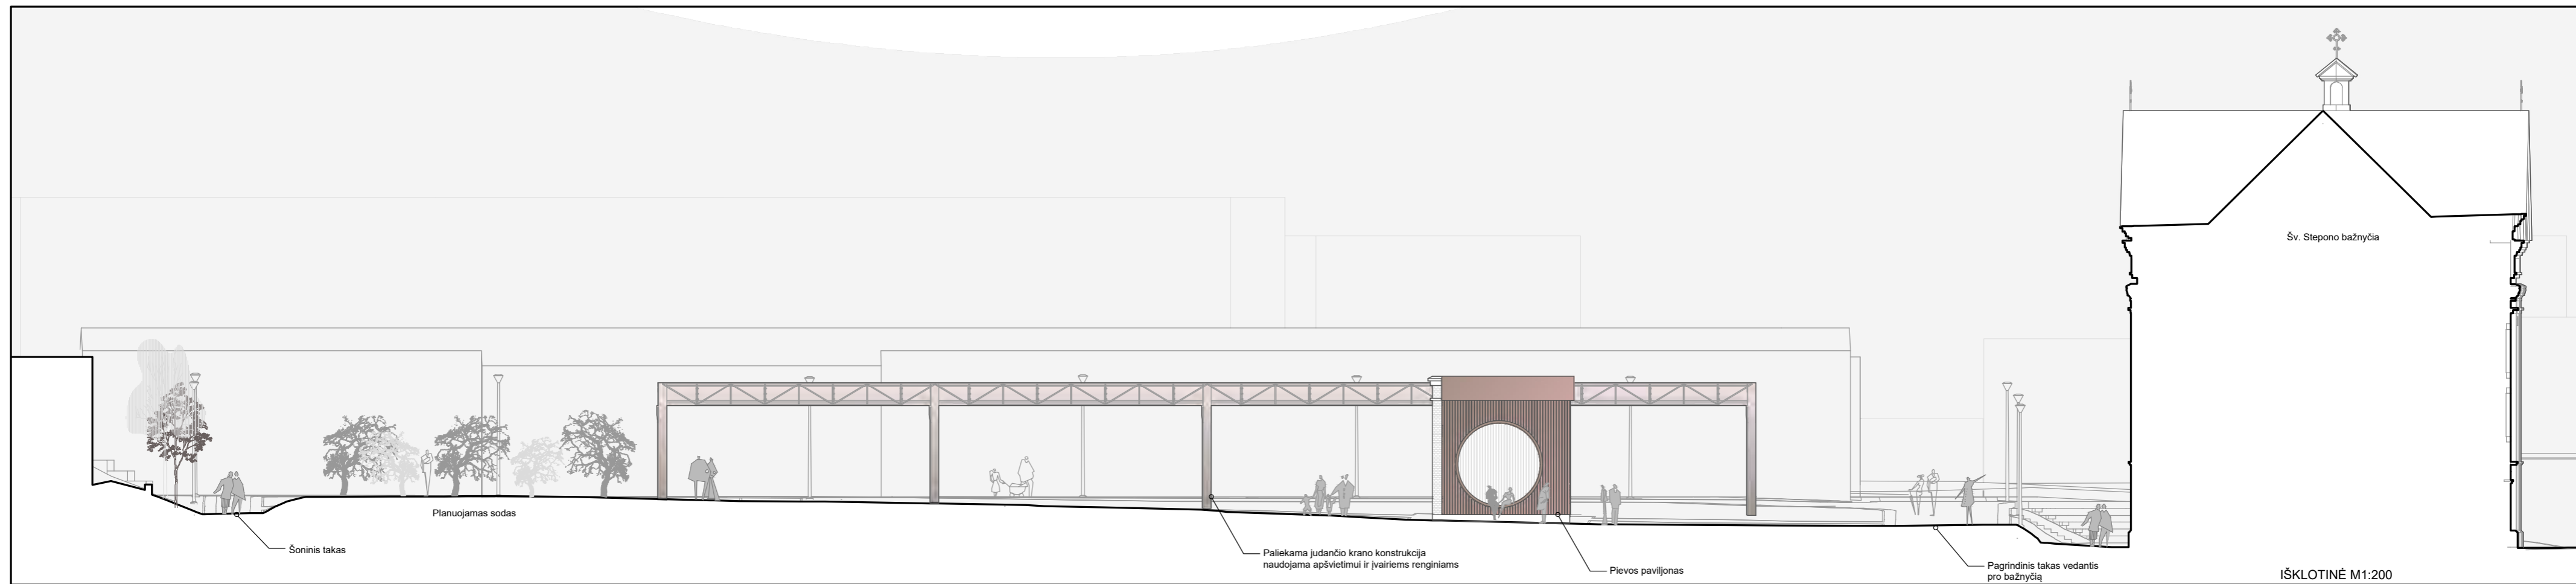 Šv. Stepono bažnyčia
Planuojamas sodas
Šoninis takas
Paliekama judančio krano konstrukcija
naudojama apšvietimui ir įvairiems renginiams
Pievos paviljonas
Pagrindinis takas vedantis
pro bažnyčią
IŠKLOTINĖ M1:200